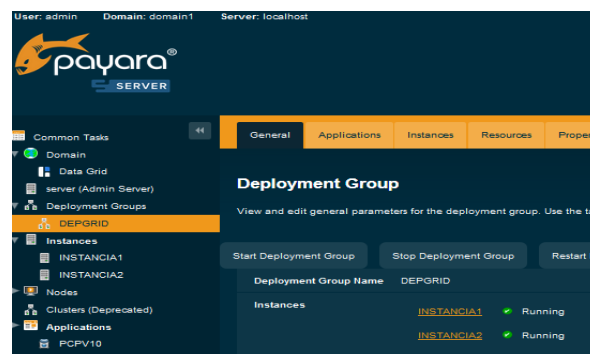 User: admin Domain: domain1 Server: localhost
payara®
SERVER
Common Tasks
Domain
Data Grid
server (Admin Server)
Deployment Groups
DEPGRID
Instances
INSTANCIA1
INSTANCIA2
Nodes
Clusters (Deprecated)
Applications
PCPV10
General Applications Instances Resources Proper
Deployment Group
View and edit general parameters for the deployment group. Use the ta
Start Deployment Group Stop Deployment Group Restart
Deployment Group Name DEPGRID
Instances
INSTANCIA1 Running
INSTANCIA2 Running